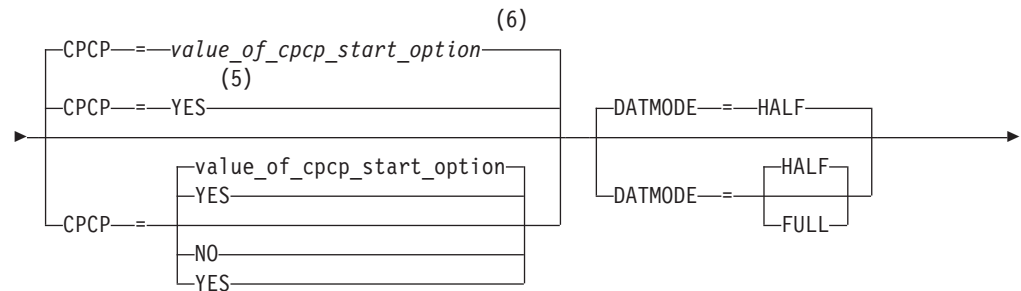 (6)
CPCP = value_of_cpcp_start_option
(5)
CPCP = YES
DATMODE = HALF
value_of_cpcp_start_option
HALF
YES
DATMODE =
CPCP =
FULL
NO
YES